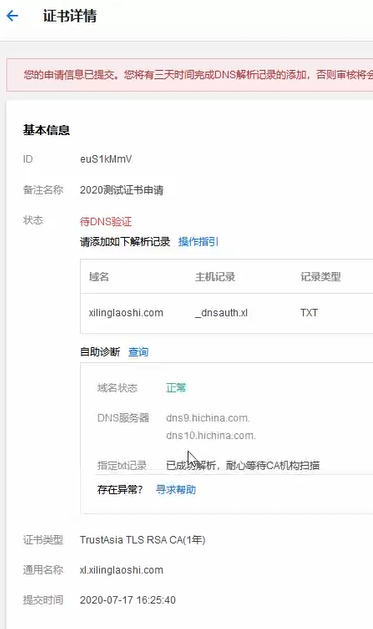 证书详情
您的申请信息已提交。您将有三天时间完成DNS解析记录的添加，否则审核将会
基本信息
ID euS1kMmV
备注名称 2020测试证书申请
状态 待DNS验证
请添加如下解析记录 操作指引
域名 主机记录 记录类型
xilinglaoshi.com _dnsauth.xl TXT
自助诊断 查询
域名状态 正常
DNS服务器 dns9.hichina.com.
dns10.hichina.com.
指定txt记录 已成功解析，耐心等待CA机构扫描
存在异常？ 寻求帮助
证书类型 TrustAsia TLS RSA CA(1年)
通用名称 xl.xilinglaoshi.com
提交时间 2020-07-17 16:25:40